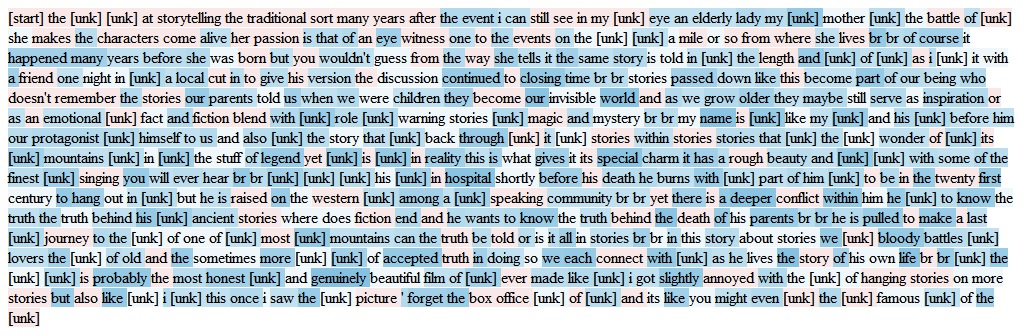 [start] the [unk] [unk] at storytelling the traditional sort many years after the event i can still see in my [unk] eye an elderly lady my [unk] mother [unk] the battle of [unk]
she makes the characters come alive her passion is that of an eye witness one to the events on the [unk] [unk] a mile or so from where she lives br br of course it
happened many years before she was born but you wouldn't guess from the way she tells it the same story is told in [unk] the length and [unk] of [unk] as i [unk] it with
a friend one night in [unk] a local cut in to give his version the discussion continued to closing time br br stories passed down like this become part of our being who
doesn't remember the stories our parents told us when we were children they become our invisible world and as we grow older they maybe still serve as inspiration or
as an emotional [unk] fact and fiction blend with [unk] role [unk] warning stories [unk] magic and mystery br br my name is [unk] like my [unk] and his [unk] before him
our protagonist [unk] himself to us and also [unk] the story that [unk] back through [unk] it [unk] stories within stories stories that [unk] the [unk] wonder of [unk] its
[unk] mountains [unk] in [unk] the stuff of legend yet [unk] is [unk] in reality this is what gives it its special charm it has a rough beauty and [unk] [unk] with some of the
finest [unk] singing you will ever hear br br [unk] [unk] [unk] his [unk] in hospital shortly before his death he burns with [unk] part of him [unk] to be in the twenty first
century to hang out in [unk] but he is raised on the western [unk] among a [unk] speaking community br br yet there is a deeper conflict within him he [unk] to know the
truth the truth behind his [unk] ancient stories where does fiction end and he wants to know the truth behind the death of his parents br br he is pulled to make a last
[unk] journey to the [unk] of one of [unk] most [unk] mountains can the truth be told or is it all in stories br br in this story about stories we [unk] bloody battles [unk]
lovers the [unk] of old and the sometimes more [unk] [unk] of accepted truth in doing so we each connect with [unk] as he lives the story of his own life br br [unk] the
[unk] [unk] is probably the most honest [unk] and genuinely beautiful film of [unk] ever made like [unk] i got slightly annoyed with the [unk] of hanging stories on more
stories but also like [unk] i [unk] this once i saw the [unk] picture ' forget the box office [unk] of [unk] and its like you might even [unk] the [unk] famous [unk] of the
[unk]